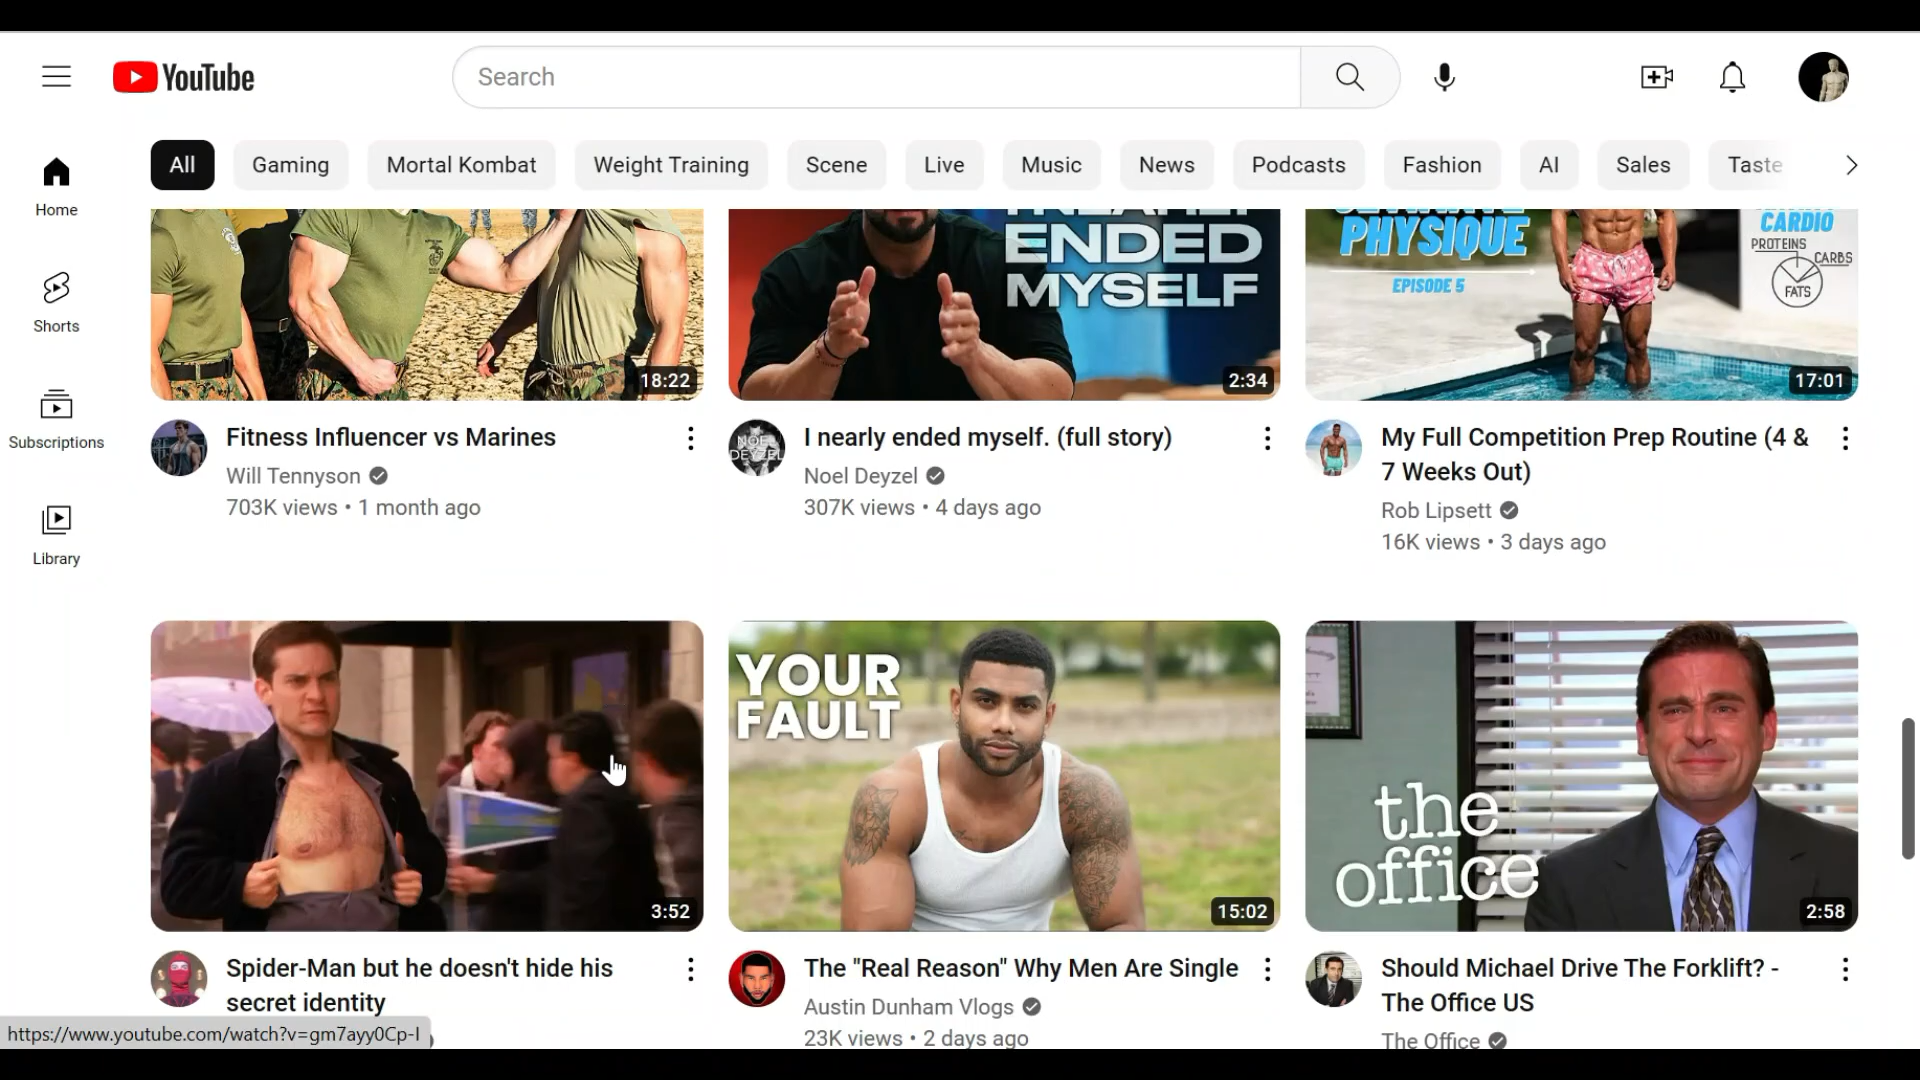 YouTube
Search
All
Gaming
Mortal Kombat
Weight Training
Scene
Live
Music
News
Podcasts
Fashion
AI
Sales
Taste
Home
Shorts
Subscriptions
Library
18:22
ENDED
MYSELF
2:34
PHYSIQUE
EPISODE 5
CARDIO
PROTEINS
CARBS
FATS
17:01
Fitness Influencer vs Marines
Will Tennyson
703K views • 1 month ago
NOEL
DEYZEL
I nearly ended myself. (full story)
Noel Deyzel
307K views • 4 days ago
My Full Competition Prep Routine (4 &
7 Weeks Out)
Rob Lipsett
16K views • 3 days ago
3:52
YOUR
FAULT
15:02
the
office
2:58
Spider-Man but he doesn't hide his
secret identity
The "Real Reason" Why Men Are Single
Austin Dunham Vlogs
23K views • 2 days ago
Should Michael Drive The Forklift? -
The Office US
The Office
https://www.youtube.com/watch?v=gm7ayy0Cp-I